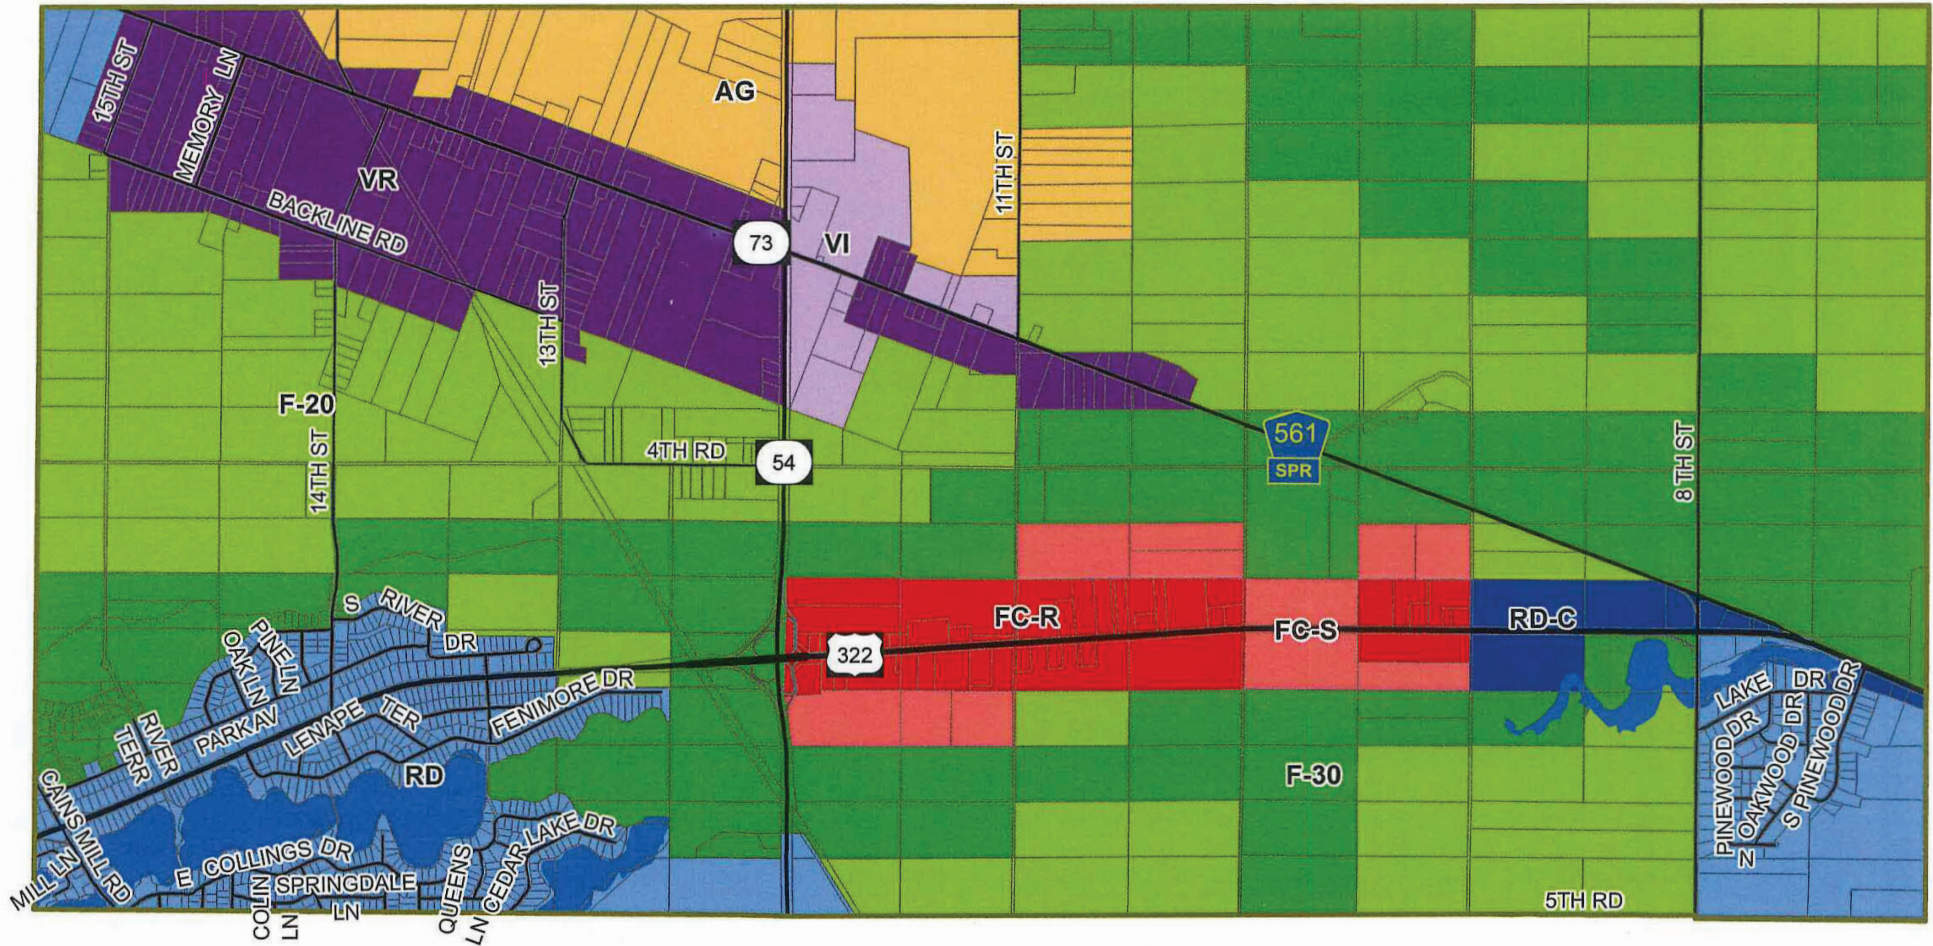 15TH ST
MEMORY LN
AG
11TH ST
VR
BACKLINE RD
73
VI
13TH ST
F-20
14TH ST
4TH RD
54
561
SPR
8 TH ST
S RIVER DR
PINE LN
OAK LN
FC-R
FC-S
RD-C
322
RIVER
TERR
PARK AV
LENAPE TER
FENIMORE DR
LAKE DR
PINEWOOD DR
N OAKWOOD DR
S PINEWOOD DR
RD
F-30
CAINS MILL RD
MILL LN
E COLLINGS DR
SPRINGDALE
LN
COLIN
LN
QUEENS
LN
CEDAR LAKE DR
5TH RD